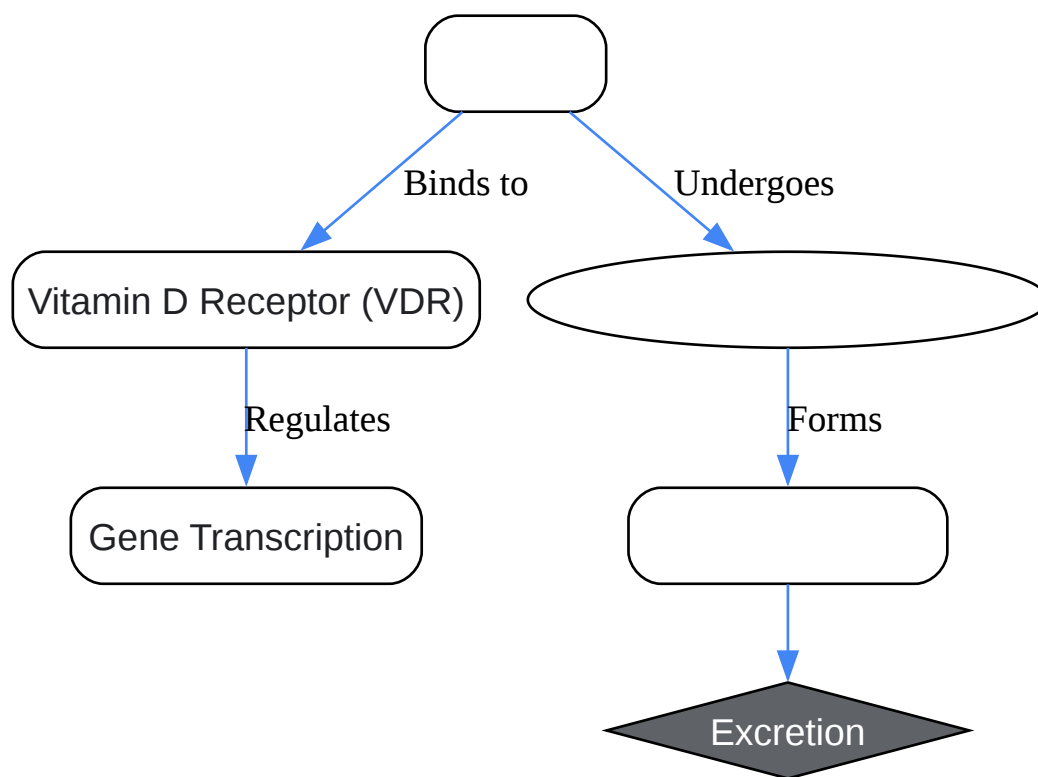 Binds to
Undergoes
Vitamin D Receptor (VDR)
Regulates
Forms
Gene Transcription
Excretion